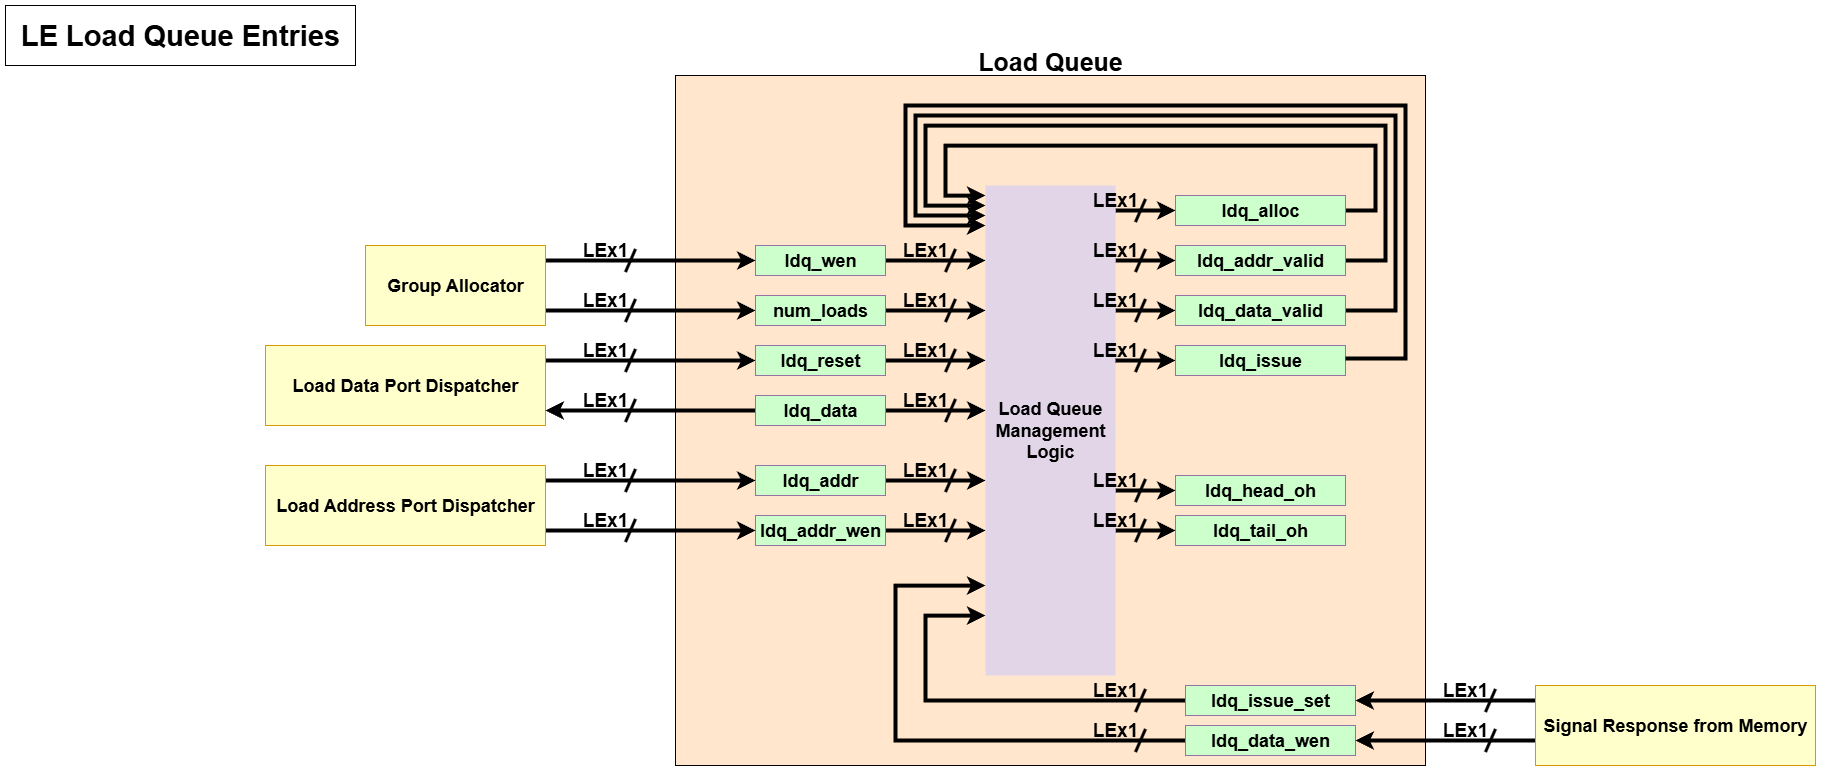 LE Load Queue Entries
Load Queue
LEx1
ldq_alloc
Group Allocator
LEx1
ldq_wen
LEx1
LEx1
ldq_addr_valid
LEx1
num_loads
LEx1
LEx1
ldq_data_valid
Load Data Port Dispatcher
LEx1
ldq_reset
LEx1
LEx1
ldq_issue
LEx1
ldq_data
LEx1
Load Queue
Management
Logic
Load Address Port Dispatcher
LEx1
ldq_addr
LEx1
LEx1
ldq_head_oh
LEx1
ldq_addr_wen
LEx1
LEx1
ldq_tail_oh
LEx1
ldq_issue_set
LEx1
LEx1
ldq_data_wen
LEx1
Signal Response from Memory